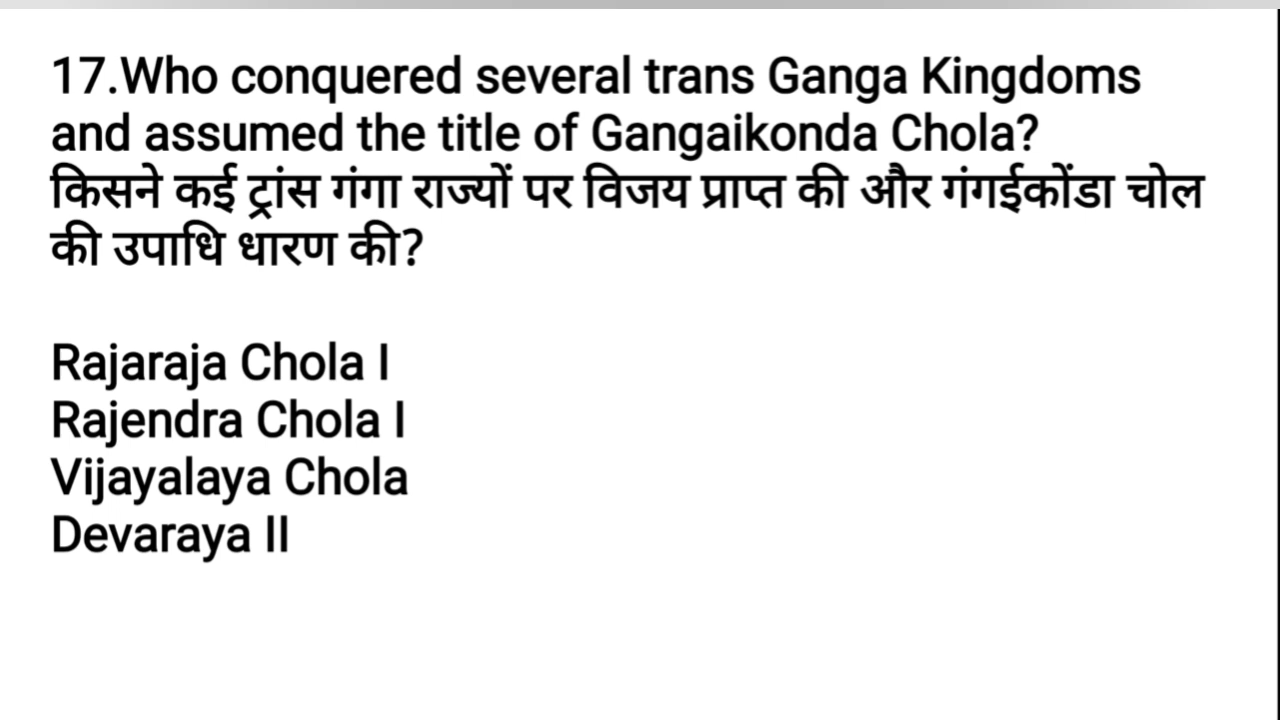 17.Who conquered several trans Ganga Kingdoms
and assumed the title of Gangaikonda Chola?
किसने कई ट्रांस गंगा राज्यों पर विजय प्राप्त की और गंगईकोंडा चोल
की उपाधि धारण की?
Rajaraja Chola I
Rajendra Chola I
Vijayalaya Chola
Devaraya II